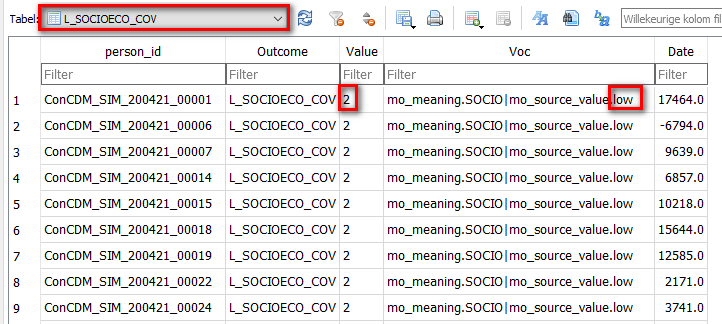 Tabel: L_SOCIOECO_COV Willekeurige kolom fi
person_id Outcome Value Voc Date
Filter Filter Filter Filter Filter
1 ConCDM_SIM_200421_00001 L_SOCIOECO_COV 2 mo_meaning.SOCIO|mo_source_value.low 17464.0
2 ConCDM_SIM_200421_00006 L_SOCIOECO_COV 2 mo_meaning.SOCIO|mo_source_value.low -6794.0
3 ConCDM_SIM_200421_00007 L_SOCIOECO_COV 2 mo_meaning.SOCIO|mo_source_value.low 9639.0
4 ConCDM_SIM_200421_00014 L_SOCIOECO_COV 2 mo_meaning.SOCIO|mo_source_value.low 6857.0
5 ConCDM_SIM_200421_00015 L_SOCIOECO_COV 2 mo_meaning.SOCIO|mo_source_value.low 10218.0
6 ConCDM_SIM_200421_00018 L_SOCIOECO_COV 2 mo_meaning.SOCIO|mo_source_value.low 15644.0
7 ConCDM_SIM_200421_00019 L_SOCIOECO_COV 2 mo_meaning.SOCIO|mo_source_value.low 12585.0
8 ConCDM_SIM_200421_00022 L_SOCIOECO_COV 2 mo_meaning.SOCIO|mo_source_value.low 2171.0
9 ConCDM_SIM_200421_00024 L_SOCIOECO_COV 2 mo_meaning.SOCIO|mo_source_value.low 3741.0